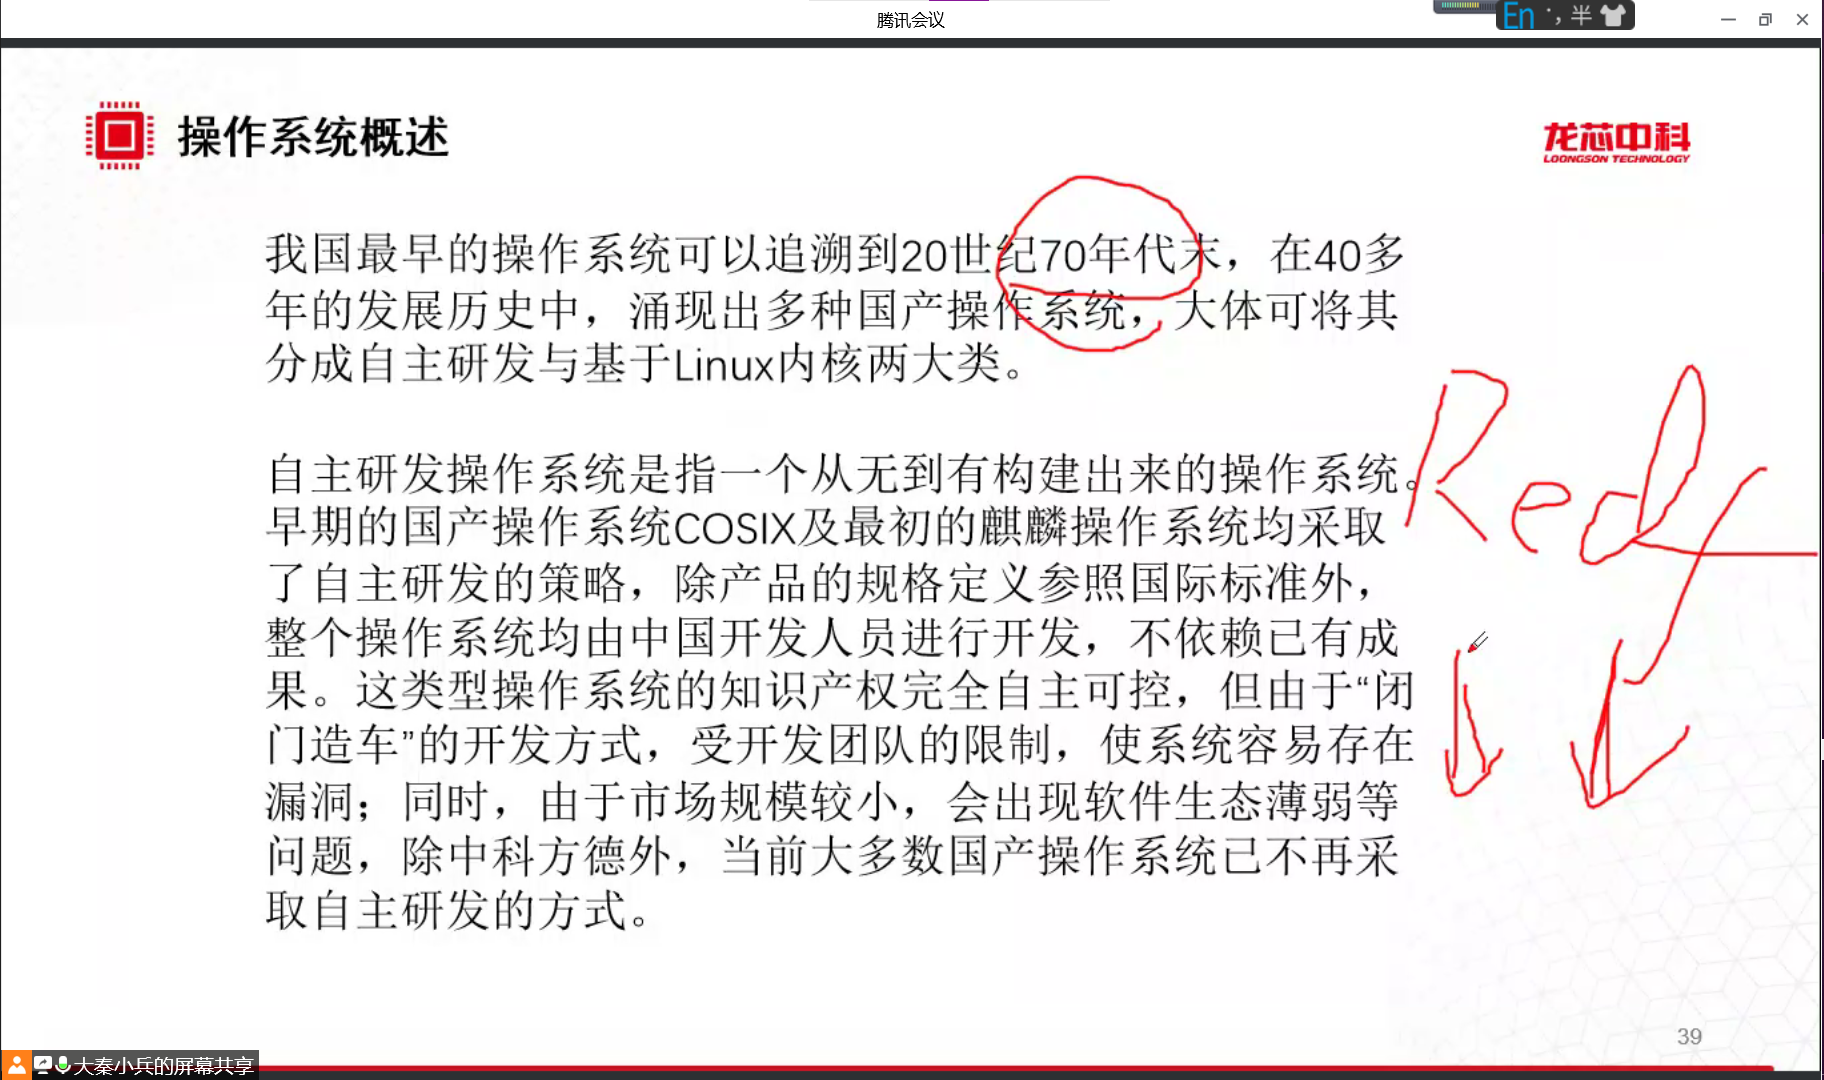 腾讯会议
En ·, 半
操作系统概述
龙芯中科
LOONGSON TECHNOLOGY
我国最早的操作系统可以追溯到20世纪70年代末，在40多
年的发展历史中，涌现出多种国产操作系统，大体可将其
分成自主研发与基于Linux内核两大类。
自主研发操作系统是指一个从无到有构建出来的操作系统。
早期的国产操作系统COSIX及最初的麒麟操作系统均采取
了自主研发的策略，除产品的规格定义参照国际标准外，
整个操作系统均由中国开发人员进行开发，不依赖已有成
果。这类型操作系统的知识产权完全自主可控，但由于“闭
门造车”的开发方式，受开发团队的限制，使系统容易存在
漏洞；同时，由于市场规模较小，会出现软件生态薄弱等
问题，除中科方德外，当前大多数国产操作系统已不再采
取自主研发的方式。
Red
39
大秦小兵的屏幕共享